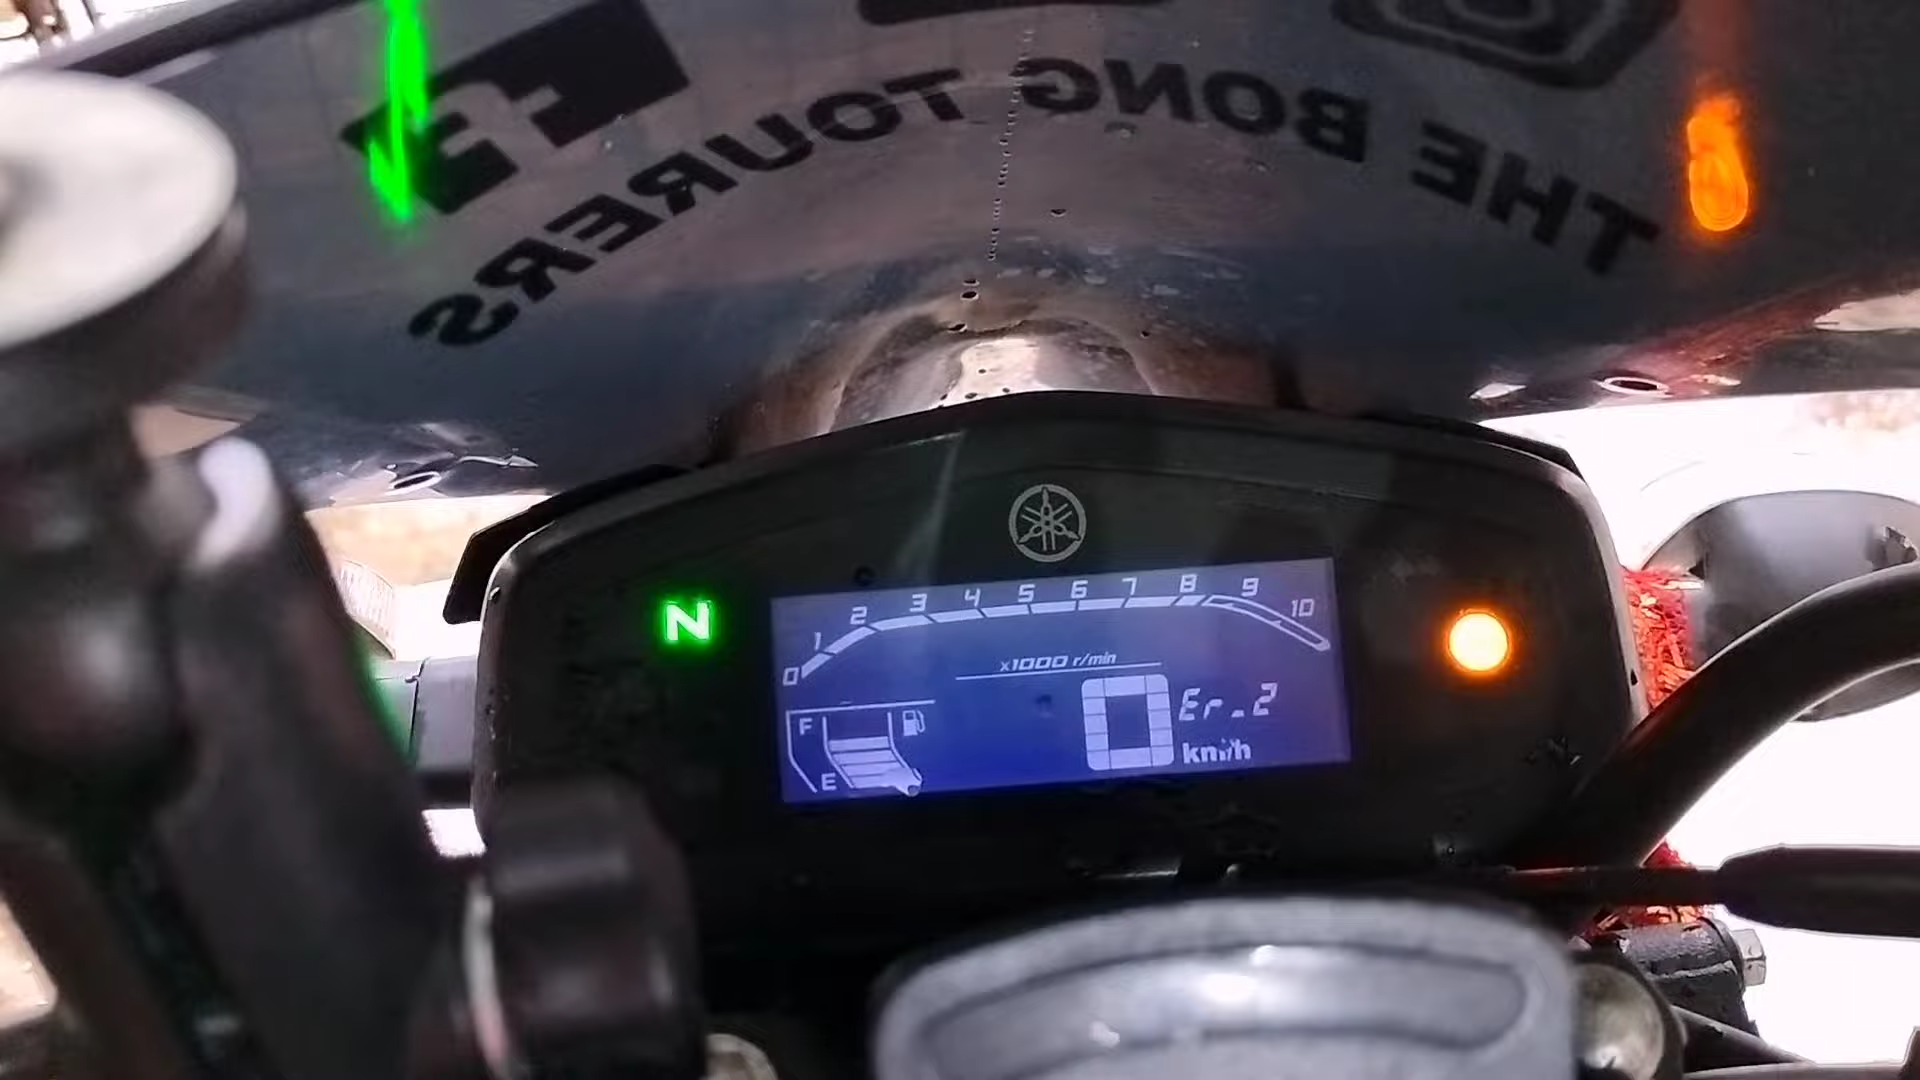 THE BONG TOURERS
N
0 1 2 3 4 5 6 7 8 9 10
x1000 r/min
F
E
0 Er-2
km/h